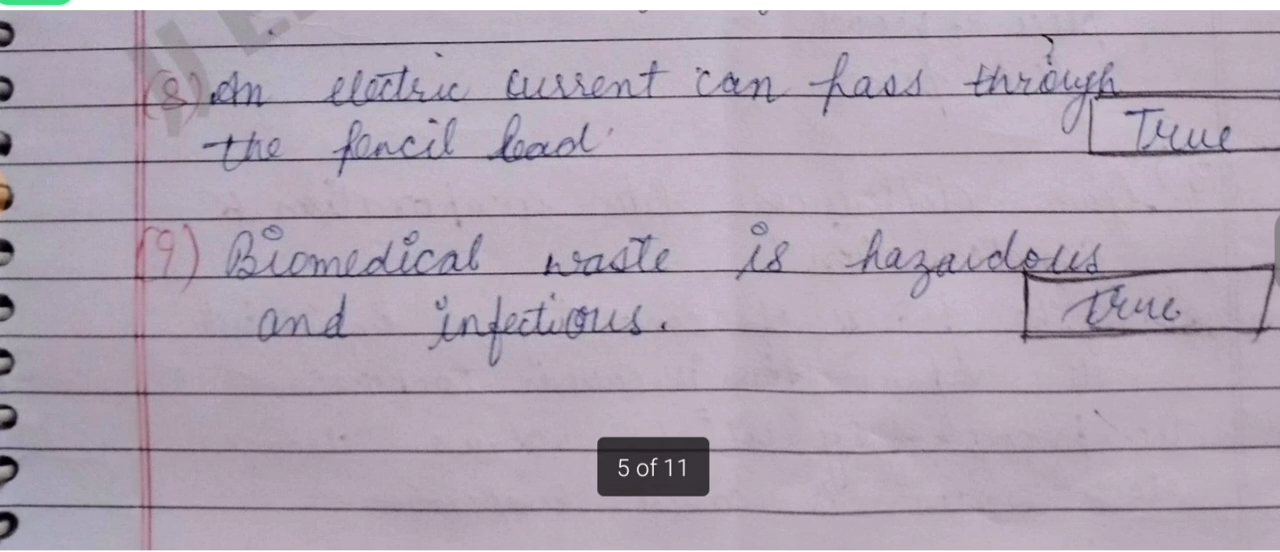 (8) An electric current can pass through
the pencil lead.
True
(9) Biomedical waste is hazardous
and infectious.
true
5 of 11